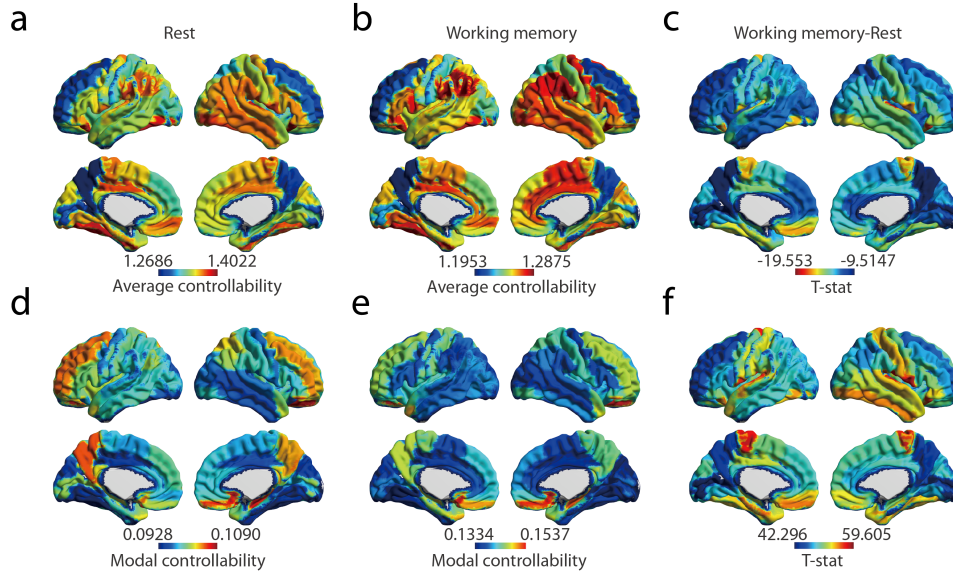 a
Rest
b
Working memory
c
Working memory-Rest
1.2686 1.4022
Average controllability
1.1953 1.2875
Average controllability
-19.553 -9.5147
T-stat
d
e
f
0.0928 0.1090
Modal controllability
0.1334 0.1537
Modal controllability
42.296 59.605
T-stat